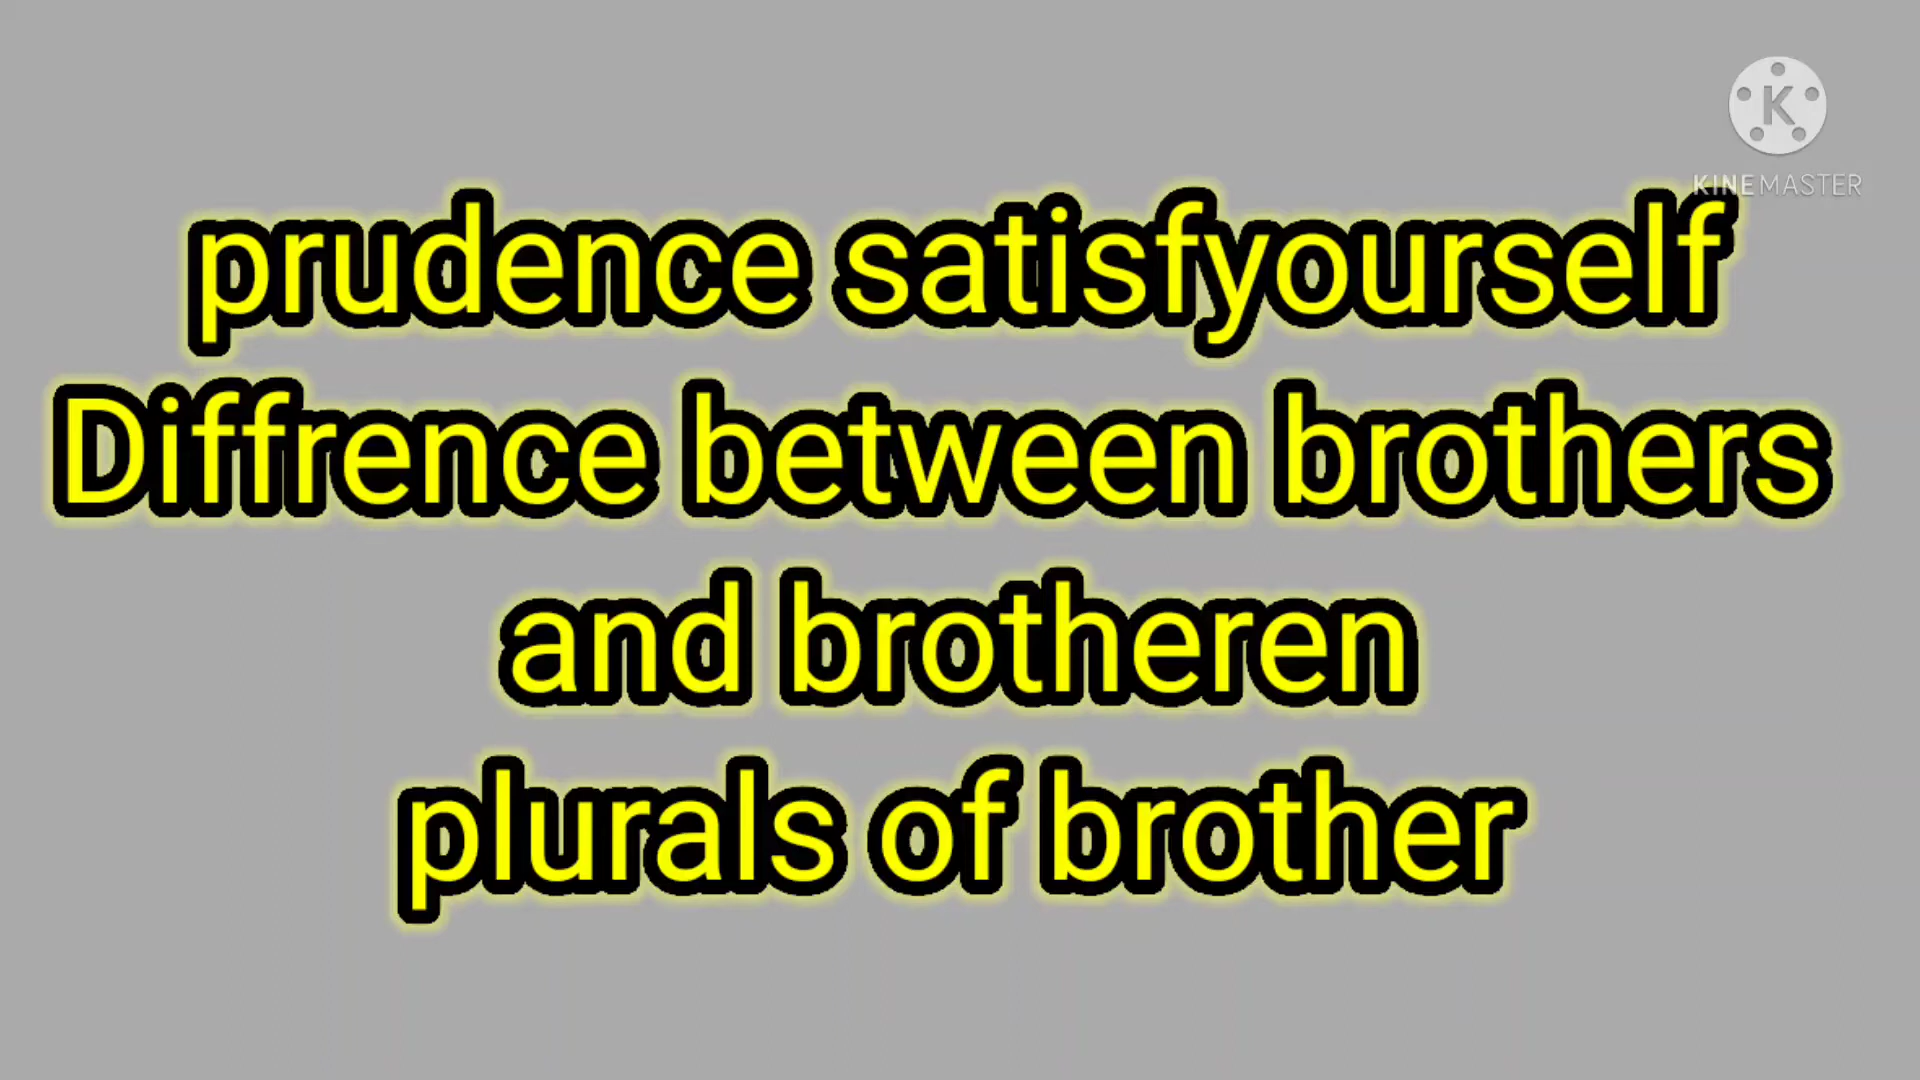 K
KINEMASTER
prudence satisfyourself
Diffrence between brothers
and brotheren
plurals of brother